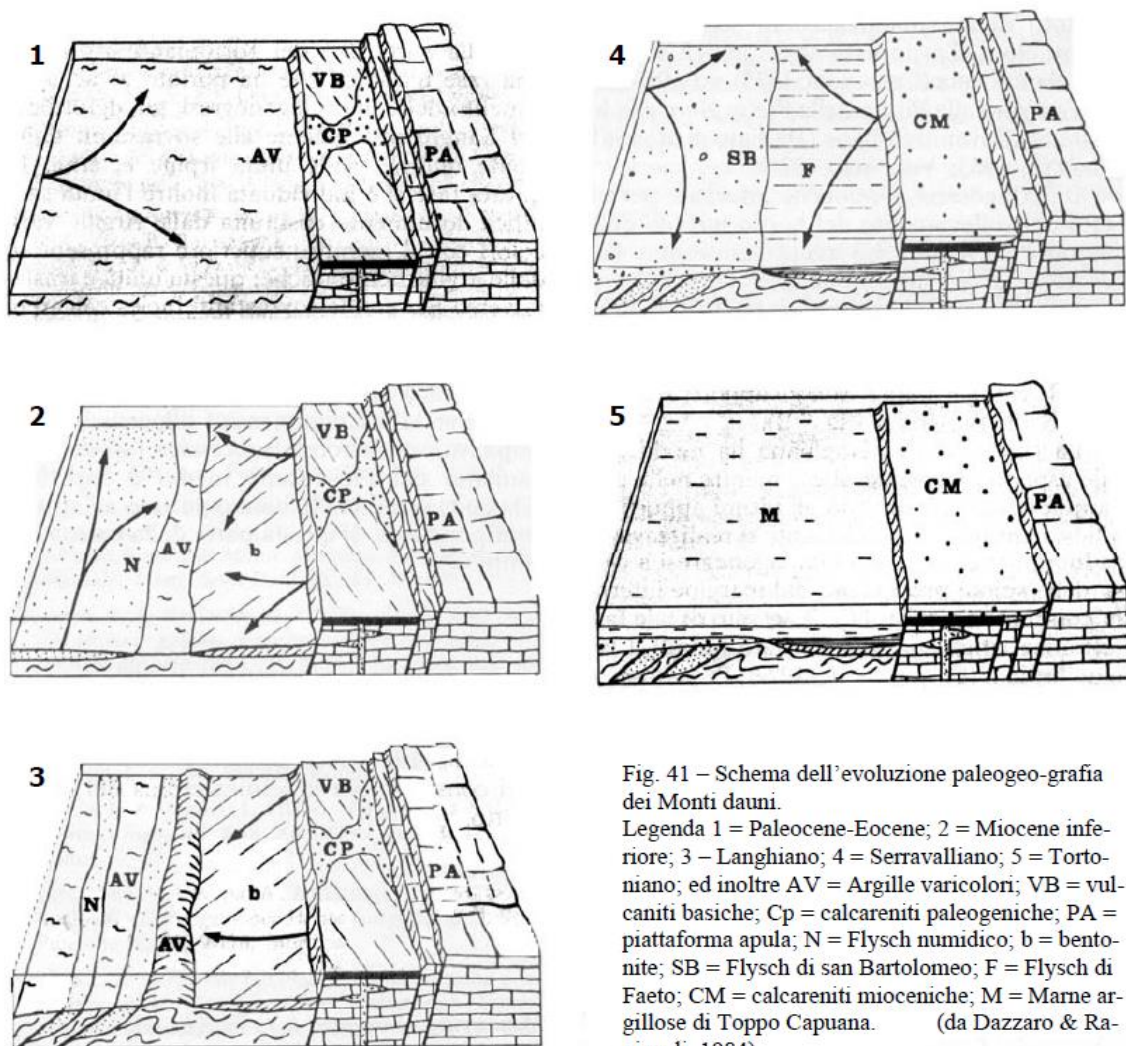 1
VB
CP
AV
PA
4
SB
F
CM
PA
2
VB
CP
N
AV
b
PA
5
M
CM
PA
3
VB
CP
N
AV
AV
b
PA
Fig. 41 – Schema dell'evoluzione paleogeo-grafia
dei Monti dauni.
Legenda 1 = Paleocene-Eocene; 2 = Miocene infe-
riore; 3 – Langhiano; 4 = Serravalliano; 5 = Torto-
niano; ed inoltre AV = Argille varicolori; VB = vul-
caniti basiche; Cp = calcareniti paleogeniche; PA =
piattaforma apula; N = Flysch numidico; b = bento-
nite; SB = Flysch di san Bartolomeo; F = Flysch di
Faeto; CM = calcareniti mioceniche; M = Marne ar-
gillose di Toppo Capuana. (da Dazzaro & Ra-
1984)